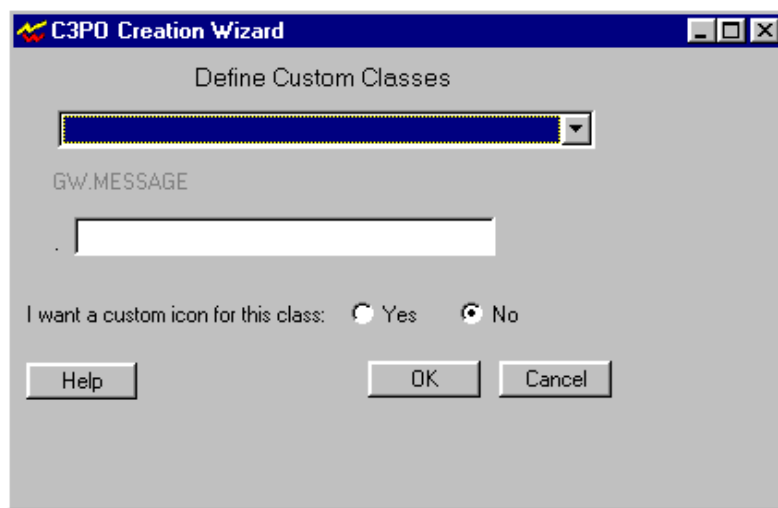 C3PO Creation Wizard
Define Custom Classes
GW.MESSAGE
.
I want a custom icon for this class: Yes No
Help OK Cancel